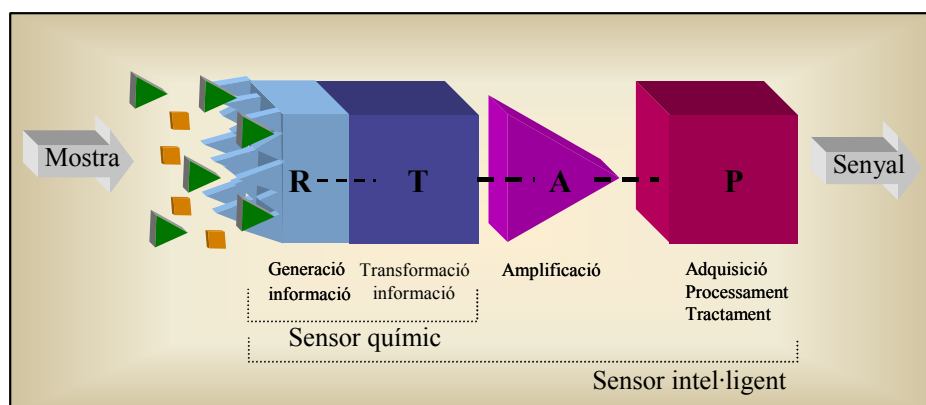 Mostra
R
T
A
P
Senyal
Generació
informació
Transformació
informació
Amplificació
Adquisició
Processament
Tractament
Sensor químic
Sensor intel·ligent